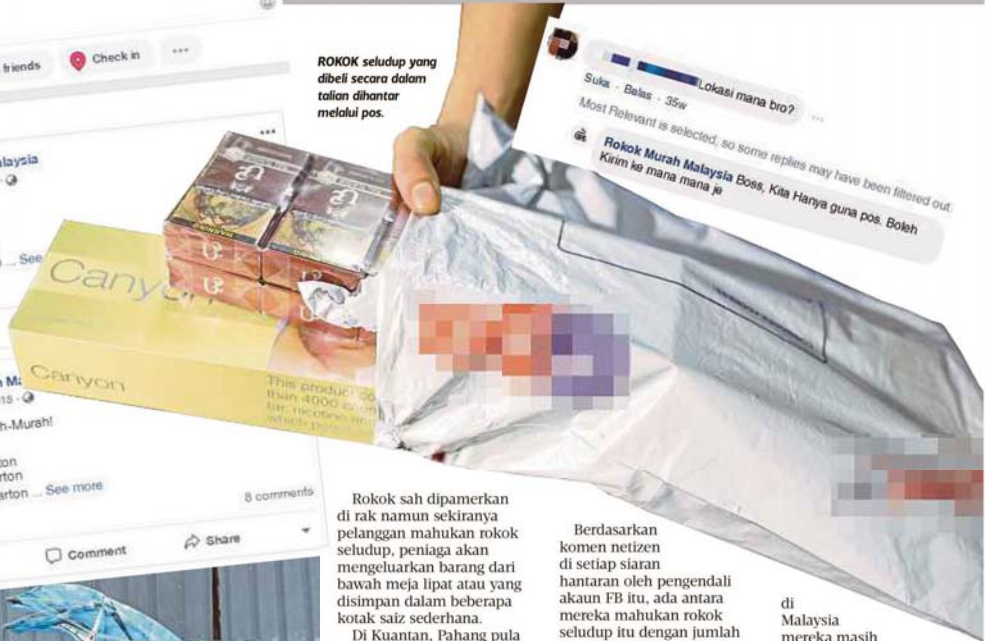 friends
Check in
laysia
... See
ROKOK seludup yang
dibeli secara dalam
talian dihantar
melalui pos.
Lokasi mana bro?
Suka · Balas · 35w
Most Relevant is selected, so some replies may have been filtered out.
Rokok Murah Malaysia Boss, Kita Hanya guna pos. Boleh
Kirim ke mana mana je
Canyon
Canyon
This product
than 4000
tar, nicotine
which
h-Murah!
arton ... See more
8 comments
Comment
Share
Rokok sah dipamerkan
di rak namun sekiranya
pelanggan mahukan rokok
seludup, peniaga akan
mengeluarkan barang dari
bawah meja lipat atau yang
disimpan dalam beberapa
kotak saiz sederhana.
Di Kuantan, Pahang pula
Berdasarkan
komen netizen
di setiap siaran
hantaran oleh pengendali
akaun FB itu, ada antara
mereka mahukan rokok
seludup itu dengan jumlah
di
Malaysia
mereka masih